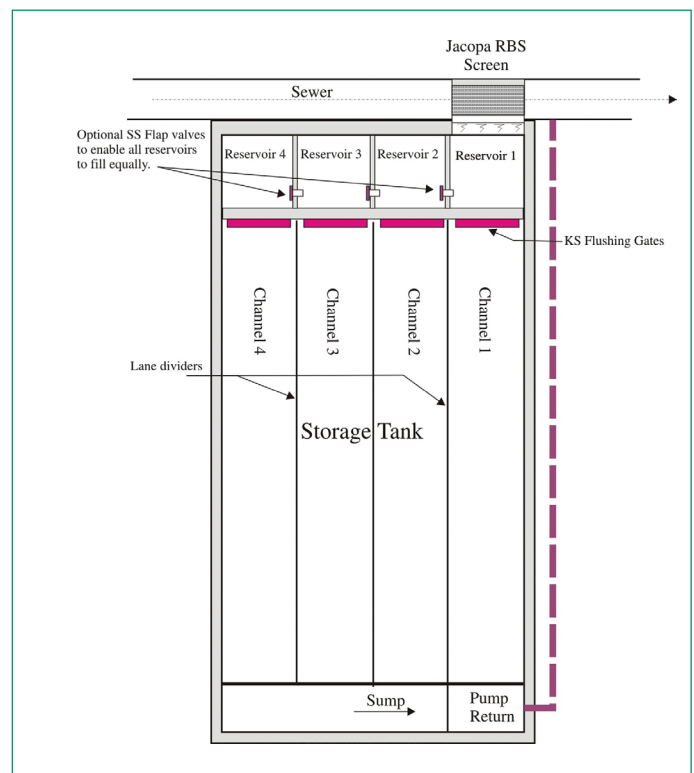 Jacopa RBS
Screen
Sewer
Optional SS Flap valves
to enable all reservoirs
to fill equally.
Reservoir 4
Reservoir 3
Reservoir 2
Reservoir 1
KS Flushing Gates
Channel 4
Channel 3
Channel 2
Channel 1
Lane dividers
Storage Tank
Sump
Pump
Return